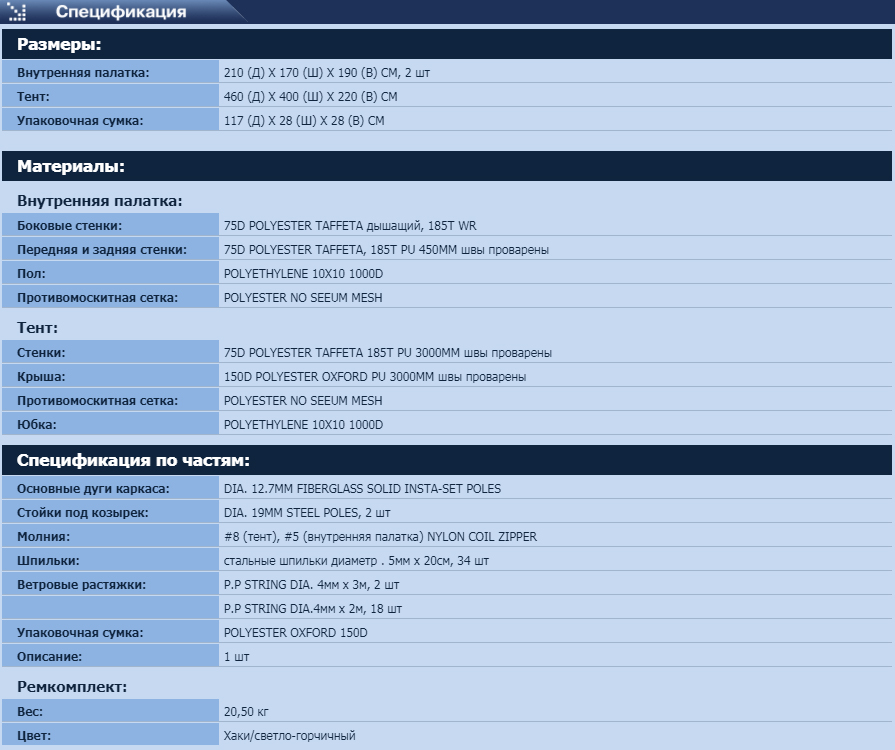 Спецификация
Размеры:
Внутренняя палатка: 210 (Д) X 170 (Ш) X 190 (В) СМ, 2 шт
Тент: 460 (Д) X 400 (Ш) X 220 (В) СМ
Упаковочная сумка: 117 (Д) X 28 (Ш) X 28 (В) СМ
Материалы:
Внутренняя палатка:
Боковые стенки: 75D POLYESTER TAFFETA дышащий, 185T WR
Передняя и задняя стенки: 75D POLYESTER TAFFETA, 185T PU 450MM швы проварены
Пол: POLYETHYLENE 10X10 1000D
Противомоскитная сетка: POLYESTER NO SEEUM MESH
Тент:
Стенки: 75D POLYESTER TAFFETA 185T PU 3000MM швы проварены
Крыша: 150D POLYESTER OXFORD PU 3000MM швы проварены
Противомоскитная сетка: POLYESTER NO SEEUM MESH
Юбка: POLYETHYLENE 10X10 1000D
Спецификация по частям:
Основные дуги каркаса: DIA. 12.7MM FIBERGLASS SOLID INSTA-SET POLES
Стойки под козырек: DIA. 19MM STEEL POLES, 2 шт
Молния: #8 (тент), #5 (внутренняя палатка) NYLON COIL ZIPPER
Шпильки: стальные шпильки диаметр . 5мм x 20см, 34 шт
Ветровые растяжки: P.P STRING DIA. 4мм x 3м, 2 шт
P.P STRING DIA.4мм x 2м, 18 шт
Упаковочная сумка: POLYESTER OXFORD 150D
Описание: 1 шт
Ремкомплект:
Вес: 20,50 кг
Цвет: Хаки/светло-горчичный